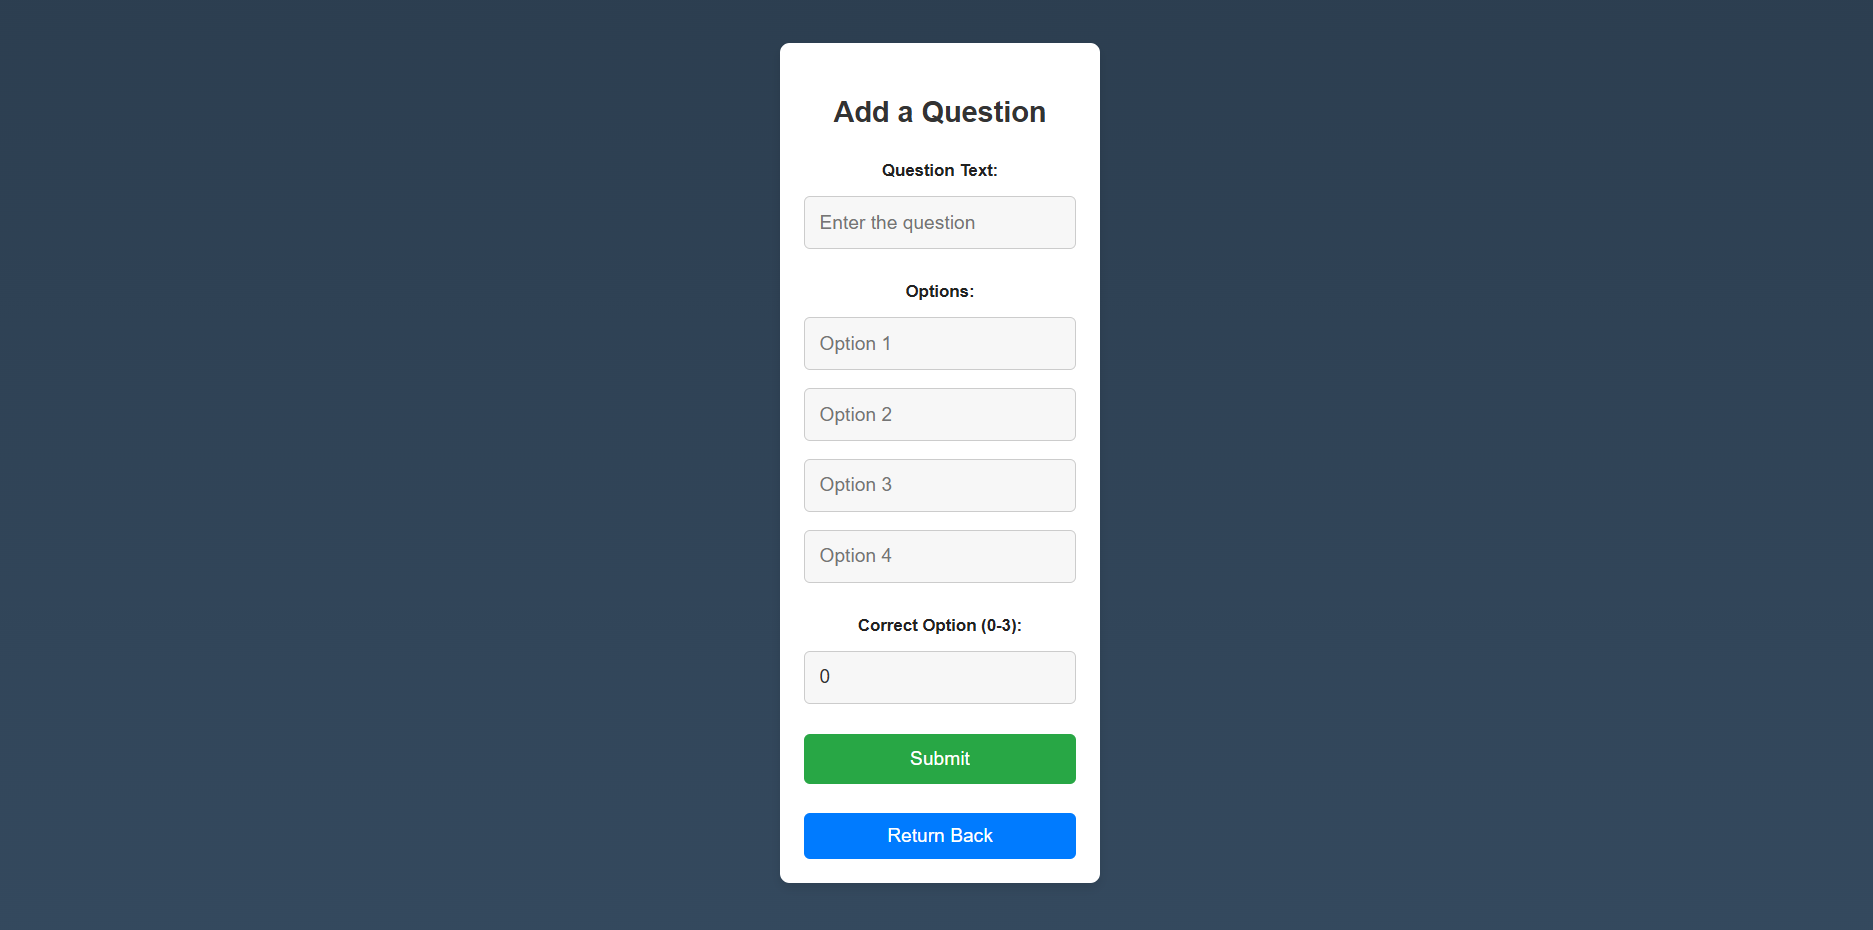 Add a Question
Question Text:
Enter the question
Options:
Option 1
Option 2
Option 3
Option 4
Correct Option (0-3):
0
Submit
Return Back